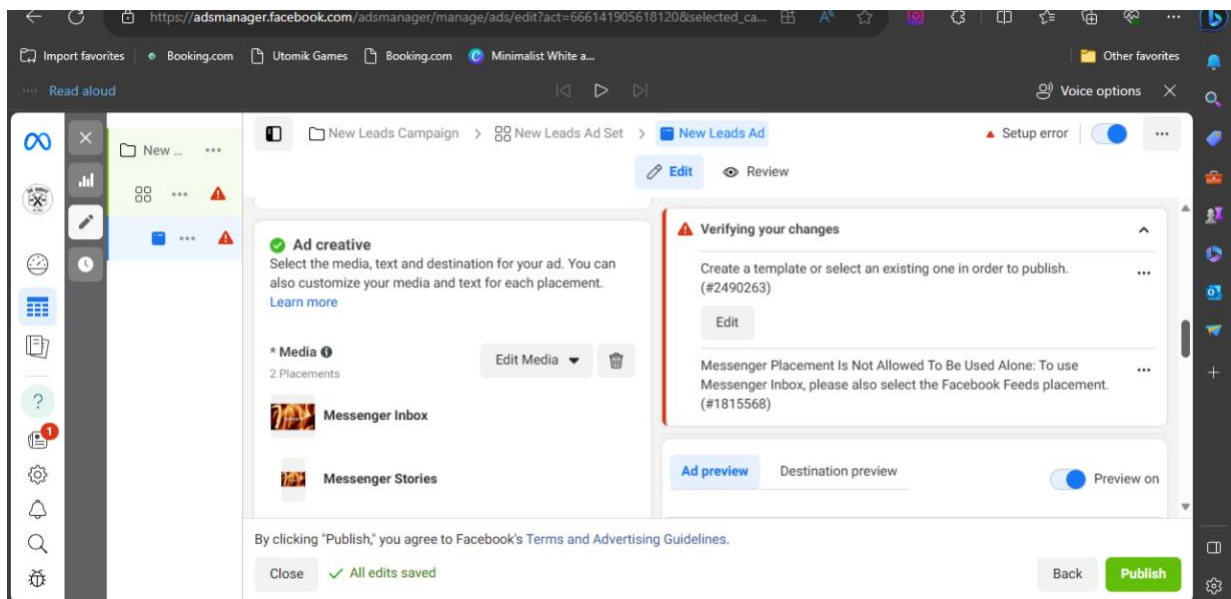 https://adsmanager.facebook.com/adsmanager/manage/ads/edit?act=666141905618120&selected_ca...
Import favorites
Booking.com
Utomik Games
Booking.com
Minimalist White a...
Other favorites
Read aloud
Voice options
New Leads Campaign > New Leads Ad Set > New Leads Ad
Setup error
New ...
Edit
Review
Ad creative
Select the media, text and destination for your ad. You can
also customize your media and text for each placement.
Learn more
* Media
2 Placements
Edit Media
Messenger Inbox
Messenger Stories
Verifying your changes
Create a template or select an existing one in order to publish.
(#2490263)
Edit
Messenger Placement Is Not Allowed To Be Used Alone: To use
Messenger Inbox, please also select the Facebook Feeds placement.
(#1815568)
Ad preview
Destination preview
Preview on
1
By clicking "Publish," you agree to Facebook's Terms and Advertising Guidelines.
Close
All edits saved
Back
Publish